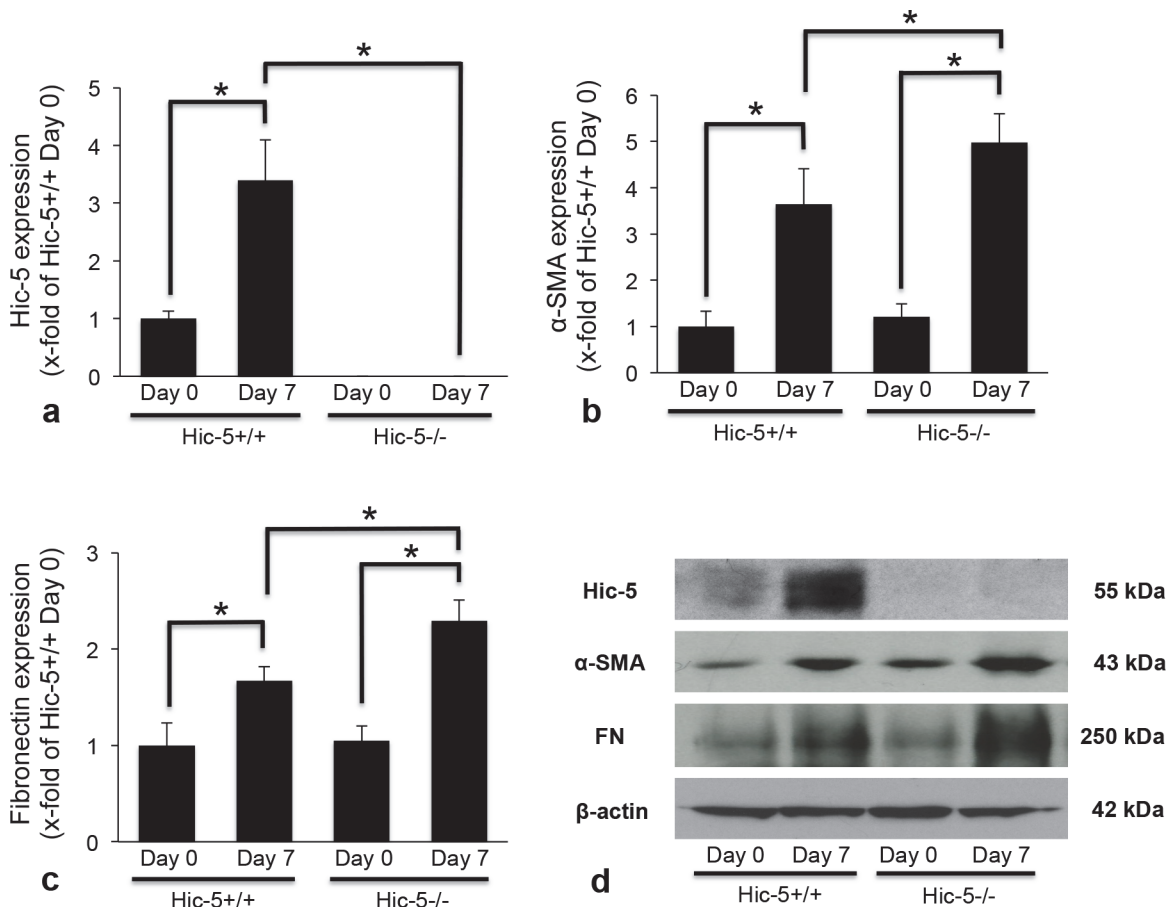 *
*
Hic-5 expression
(x-fold of Hic-5+/+ Day 0)
5
4
3
2
1
0
Day 0 Day 7 Day 0 Day 7
Hic-5+/+ Hic-5-/-
a
*
*
*
α-SMA expression
(x-fold of Hic-5+/+ Day 0)
6
5
4
3
2
1
0
Day 0 Day 7 Day 0 Day 7
Hic-5+/+ Hic-5-/-
b
*
*
*
Fibronectin expression
(x-fold of Hic-5+/+ Day 0)
3
2
1
0
Day 0 Day 7 Day 0 Day 7
Hic-5+/+ Hic-5-/-
c
Hic-5 55 kDa
α-SMA 43 kDa
FN 250 kDa
β-actin 42 kDa
Day 0 Day 7 Day 0 Day 7
Hic-5+/+ Hic-5-/-
d